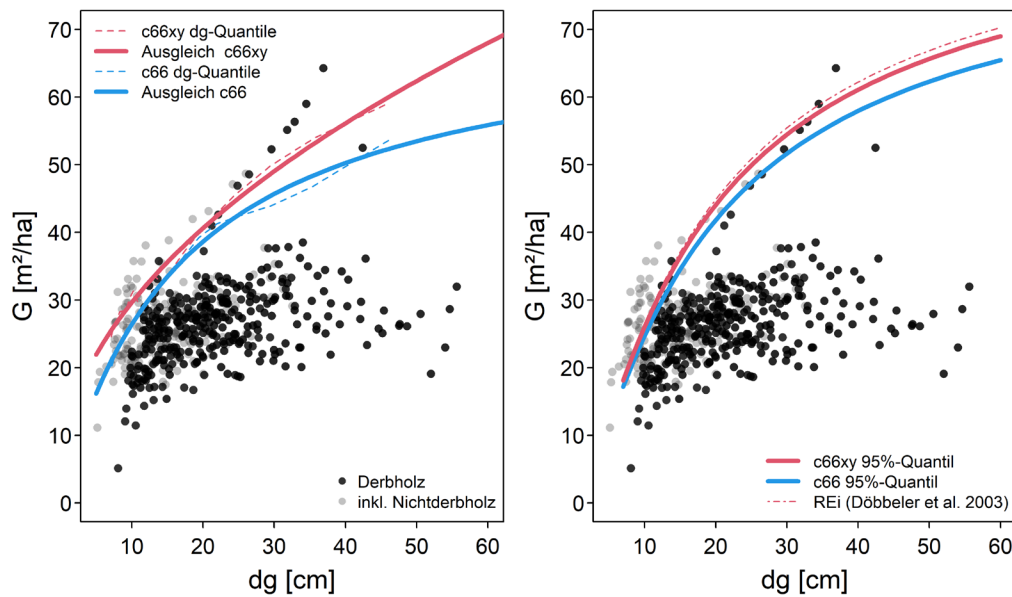 c66xy dg-Quantile
Ausgleich c66xy
c66 dg-Quantile
Ausgleich c66
Derbholz
inkl. Nichtderbholz
G [m²/ha]
70
60
50
40
30
20
10
0
10 20 30 40 50 60
dg [cm]
c66xy 95%-Quantil
c66 95%-Quantil
REi (Döbbeler et al. 2003)
G [m²/ha]
70
60
50
40
30
20
10
0
10 20 30 40 50 60
dg [cm]